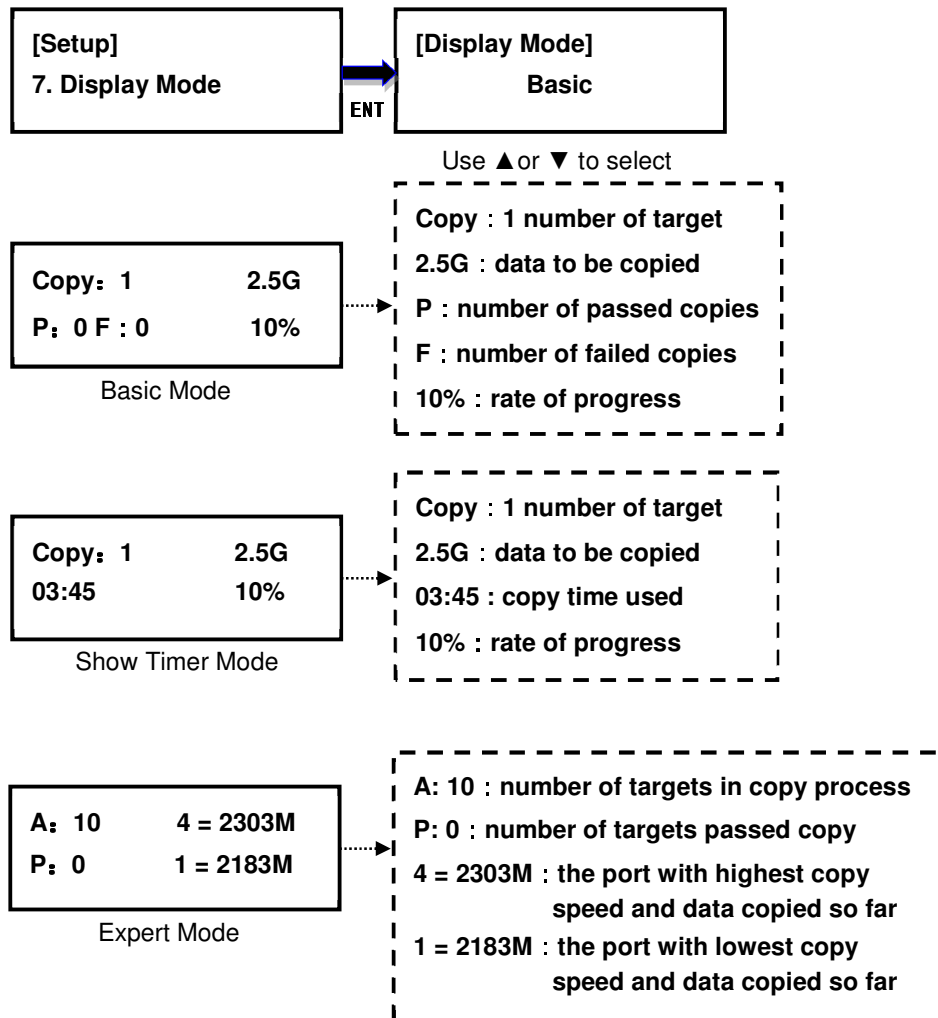 [Setup]
7. Display Mode
ENT
[Display Mode]
Basic
Use ▲or ▼ to select
Copy：1 2.5G
P：0 F : 0 10%
Basic Mode
Copy : 1 number of target
2.5G : data to be copied
P : number of passed copies
F : number of failed copies
10% : rate of progress
Copy：1 2.5G
03:45 10%
Show Timer Mode
Copy : 1 number of target
2.5G : data to be copied
03:45 : copy time used
10% : rate of progress
A：10 4 = 2303M
P：0 1 = 2183M
Expert Mode
A: 10 : number of targets in copy process
P: 0 : number of targets passed copy
4 = 2303M : the port with highest copy
speed and data copied so far
1 = 2183M : the port with lowest copy
speed and data copied so far